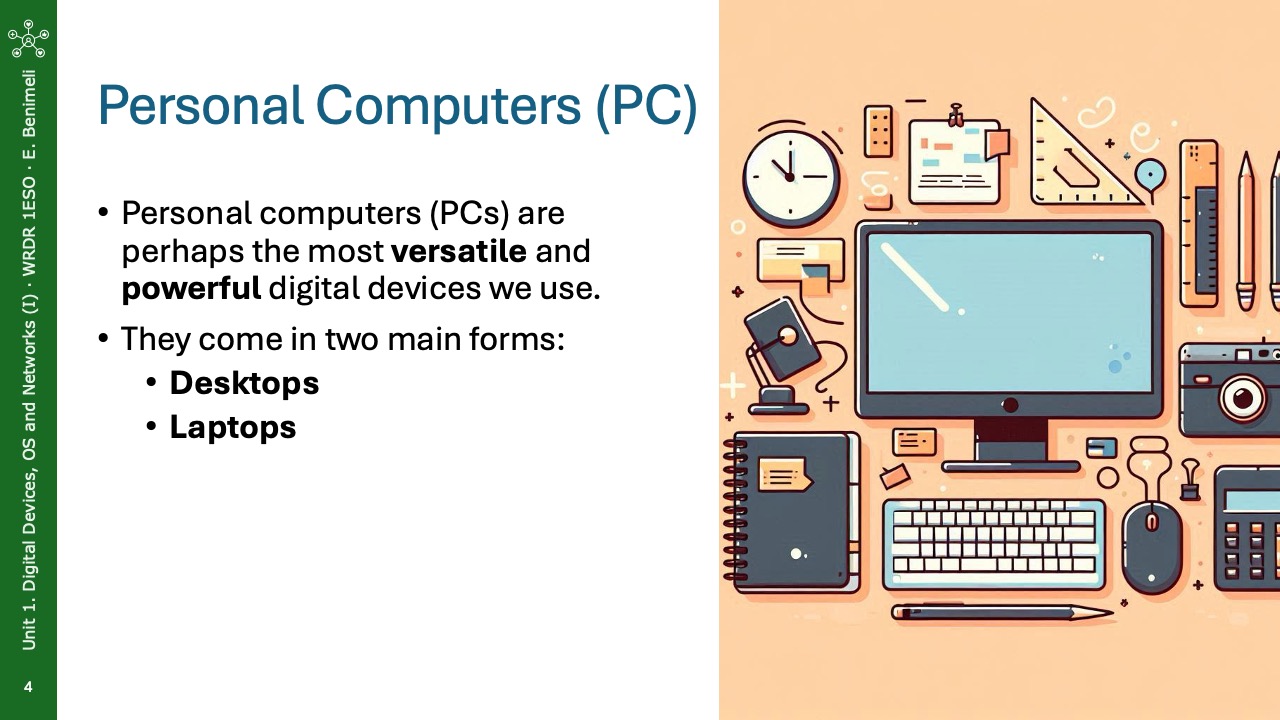 Unit 1. Digital Devices, OS and Networks (I) · WRDR 1ESO · E. Benimeli
4
Personal Computers (PC)
• Personal computers (PCs) are
perhaps the most versatile and
powerful digital devices we use.
• They come in two main forms:
• Desktops
• Laptops